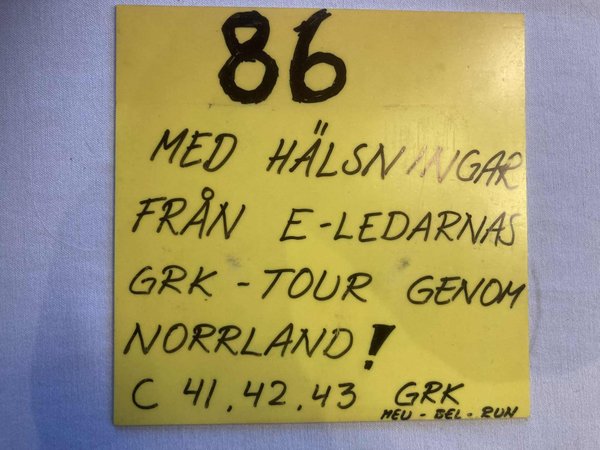 86
MED HÄLSNINGAR
FRÅN E-LEDARNAS
GRK - TOUR GENOM
NORRLAND!
C 41, 42, 43 GRK
MEU - BEL - RUN